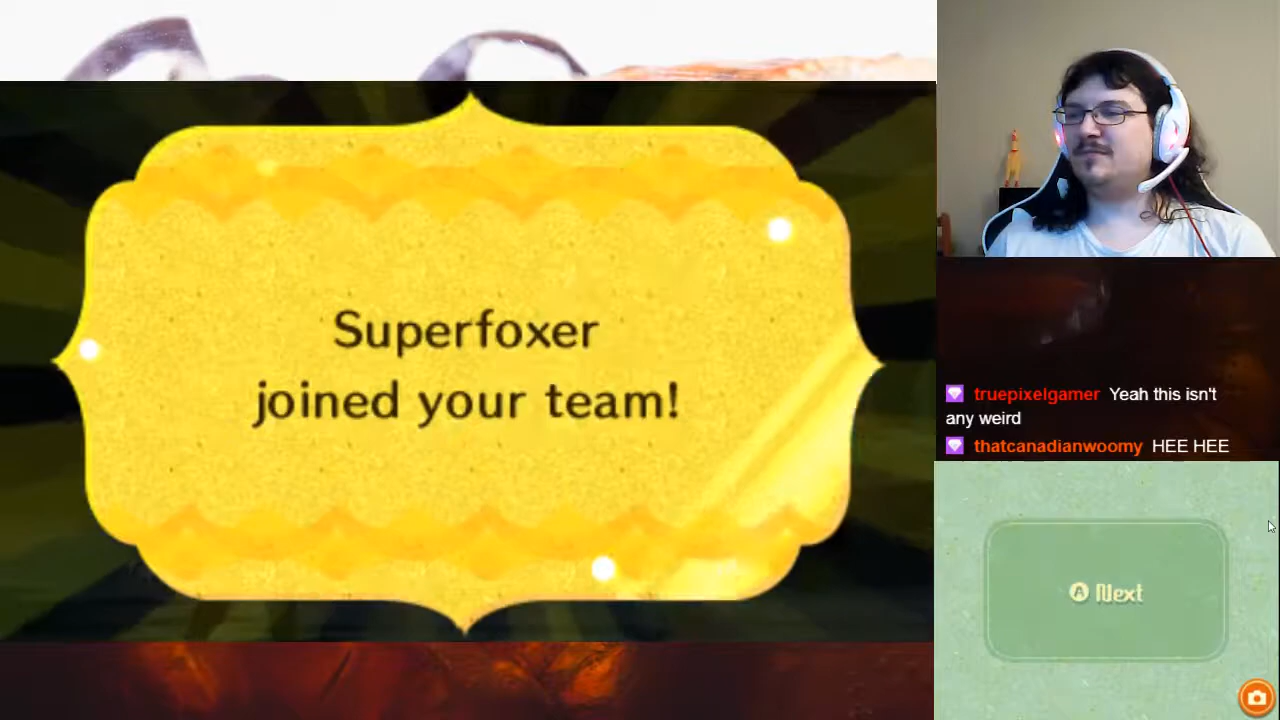 Superfoxer
joined your team!
truepixelgamer Yeah this isn't
any weird
thatcanadianwoomy HEE HEE
A Next